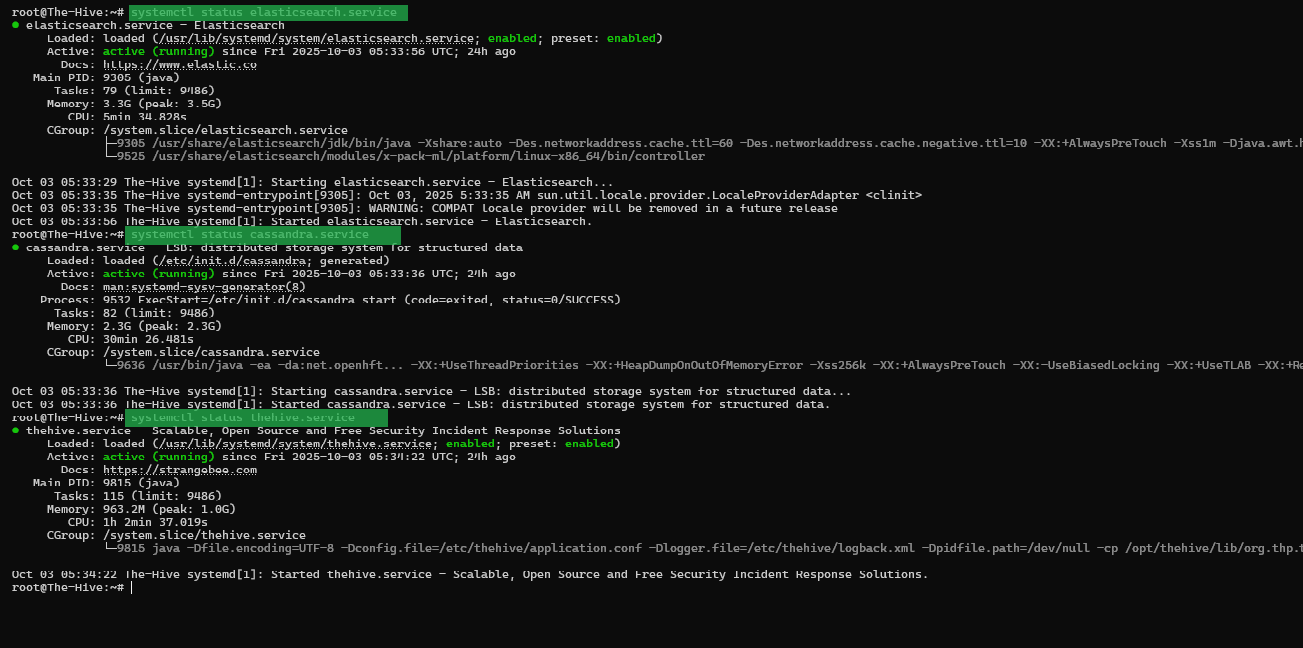 root@The-Hive:~# systemctl status elasticsearch.service
● elasticsearch.service - Elasticsearch
Loaded: loaded (/usr/lib/systemd/system/elasticsearch.service; enabled; preset: enabled)
Active: active (running) since Fri 2025-10-03 05:33:56 UTC; 24h ago
Docs: https://www.elastic.co
Main PID: 9305 (java)
Tasks: 79 (limit: 9486)
Memory: 3.3G (peak: 3.5G)
CPU: 5min 34.828s
CGroup: /system.slice/elasticsearch.service
├─9305 /usr/share/elasticsearch/jdk/bin/java -Xshare:auto -Des.networkaddress.cache.ttl=60 -Des.networkaddress.cache.negative.ttl=10 -XX:+AlwaysPreTouch -Xss1m -Djava.awt.h
└─9525 /usr/share/elasticsearch/modules/x-pack-ml/platform/linux-x86_64/bin/controller
Oct 03 05:33:29 The-Hive systemd[1]: Starting elasticsearch.service - Elasticsearch...
Oct 03 05:33:35 The-Hive systemd-entrypoint[9305]: Oct 03, 2025 5:33:35 AM sun.util.locale.provider.LocaleProviderAdapter <clinit>
Oct 03 05:33:35 The-Hive systemd-entrypoint[9305]: WARNING: COMPAT locale provider will be removed in a future release
Oct 03 05:33:56 The-Hive systemd[1]: Started elasticsearch.service - Elasticsearch.
root@The-Hive:~# systemctl status cassandra.service
● cassandra.service - LSB: distributed storage system for structured data
Loaded: loaded (/etc/init.d/cassandra; generated)
Active: active (running) since Fri 2025-10-03 05:33:36 UTC; 24h ago
Docs: man:systemd-sysv-generator(8)
Process: 9532 ExecStart=/etc/init.d/cassandra start (code=exited, status=0/SUCCESS)
Tasks: 82 (limit: 9486)
Memory: 2.3G (peak: 2.3G)
CPU: 30min 26.481s
CGroup: /system.slice/cassandra.service
└─9636 /usr/bin/java -ea -da:net.openhft... -XX:+UseThreadPriorities -XX:+HeapDumpOnOutOfMemoryError -Xss256k -XX:+AlwaysPreTouch -XX:-UseBiasedLocking -XX:+UseTLAB -XX:+Re
Oct 03 05:33:36 The-Hive systemd[1]: Starting cassandra.service - LSB: distributed storage system for structured data...
Oct 03 05:33:36 The-Hive systemd[1]: Started cassandra.service - LSB: distributed storage system for structured data.
root@The-Hive:~# systemctl status thehive.service
● thehive.service - Scalable, Open Source and Free Security Incident Response Solutions
Loaded: loaded (/usr/lib/systemd/system/thehive.service; enabled; preset: enabled)
Active: active (running) since Fri 2025-10-03 05:34:22 UTC; 24h ago
Docs: https://strangebee.com
Main PID: 9815 (java)
Tasks: 115 (limit: 9486)
Memory: 963.2M (peak: 1.0G)
CPU: 1h 2min 37.019s
CGroup: /system.slice/thehive.service
└─9815 java -Dfile.encoding=UTF-8 -Dconfig.file=/etc/thehive/application.conf -Dlogger.file=/etc/thehive/logback.xml -Dpidfile.path=/dev/null -cp /opt/thehive/lib/org.thp.t
Oct 03 05:34:22 The-Hive systemd[1]: Started thehive.service - Scalable, Open Source and Free Security Incident Response Solutions.
root@The-Hive:~#